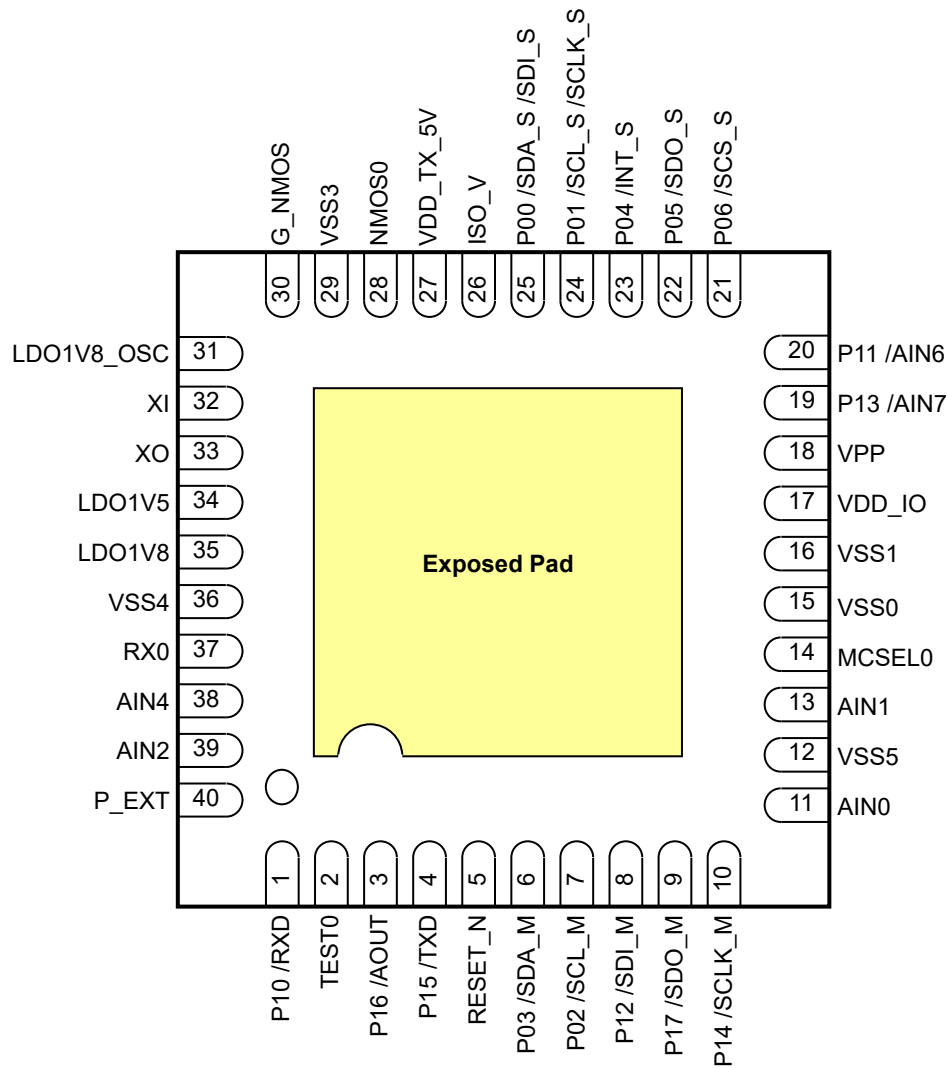 G_NMOS
VSS3
NMOS0
VDD_TX_5V
ISO_V
P00 /SDA_S /SDI_S
P01 /SCL_S /SCLK_S
P04 /INT_S
P05 /SDO_S
P06 /SCS_S
30
29
28
27
26
25
24
23
22
21
LDO1V8_OSC 31
XI 32
XO 33
LDO1V5 34
LDO1V8 35
VSS4 36
RX0 37
AIN4 38
AIN2 39
P_EXT 40
Exposed Pad
20 P11 /AIN6
19 P13 /AIN7
18 VPP
17 VDD_IO
16 VSS1
15 VSS0
14 MCSEL0
13 AIN1
12 VSS5
11 AIN0
1
2
3
4
5
6
7
8
9
10
P10 /RXD
TEST0
P16 /AOUT
P15 /TXD
RESET_N
P03 /SDA_M
P02 /SCL_M
P12 /SDI_M
P17 /SDO_M
P14 /SCLK_M